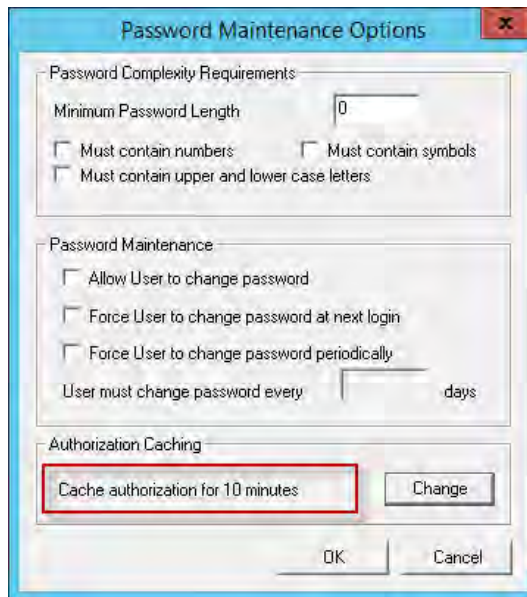 Password Maintenance Options
x
Password Complexity Requirements
Minimum Password Length 0
Must contain numbers Must contain symbols
Must contain upper and lower case letters
Password Maintenance
Allow User to change password
Force User to change password at next login
Force User to change password periodically
User must change password every days
Authorization Caching
Cache authorization for 10 minutes Change
OK Cancel